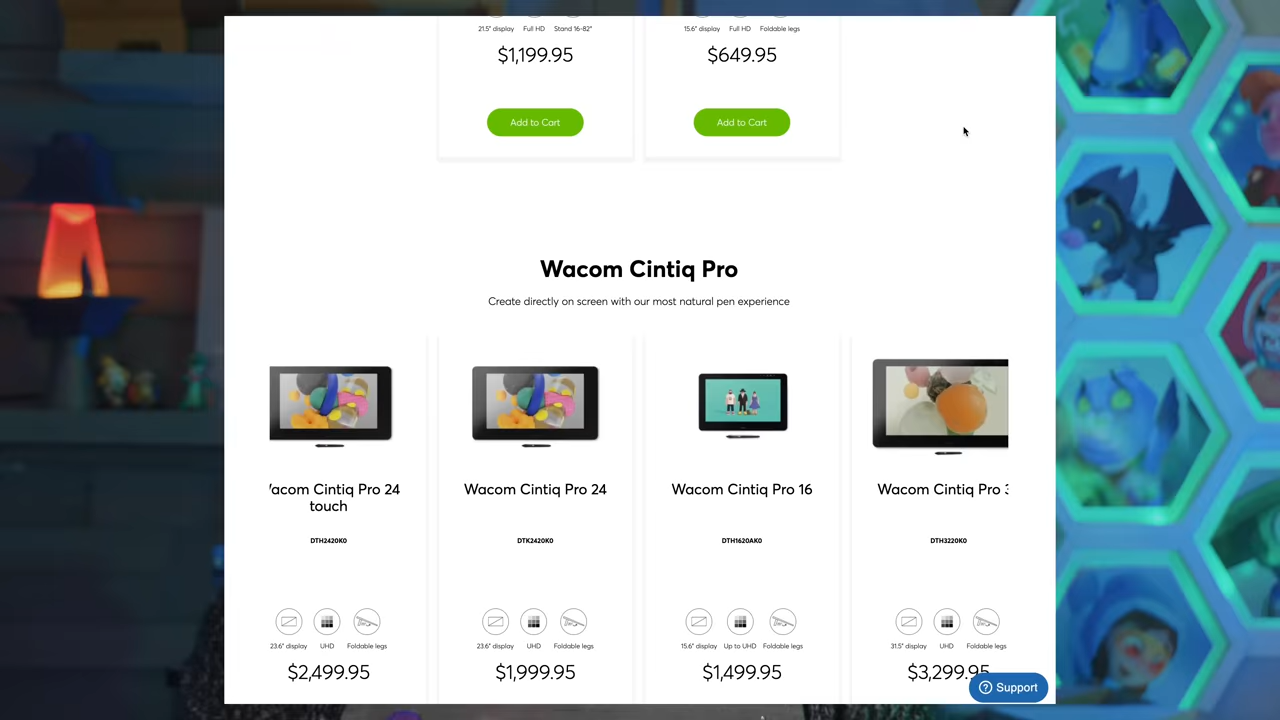 21.5" display Full HD Stand 16-82°
15.6" display Full HD Foldable legs
$1,199.95
$649.95
Add to Cart
Add to Cart
Wacom Cintiq Pro
Create directly on screen with our most natural pen experience
acom Cintiq Pro 24
touch
Wacom Cintiq Pro 24
Wacom Cintiq Pro 16
Wacom Cintiq Pro 3
DTH2420K0
DTK2420K0
DTH1620AK0
DTH3220K0
23.6" display UHD Foldable legs
23.6" display UHD Foldable legs
15.6" display Up to UHD Foldable legs
31.5" display UHD Foldable legs
$2,499.95
$1,999.95
$1,499.95
$3,299.95
Support